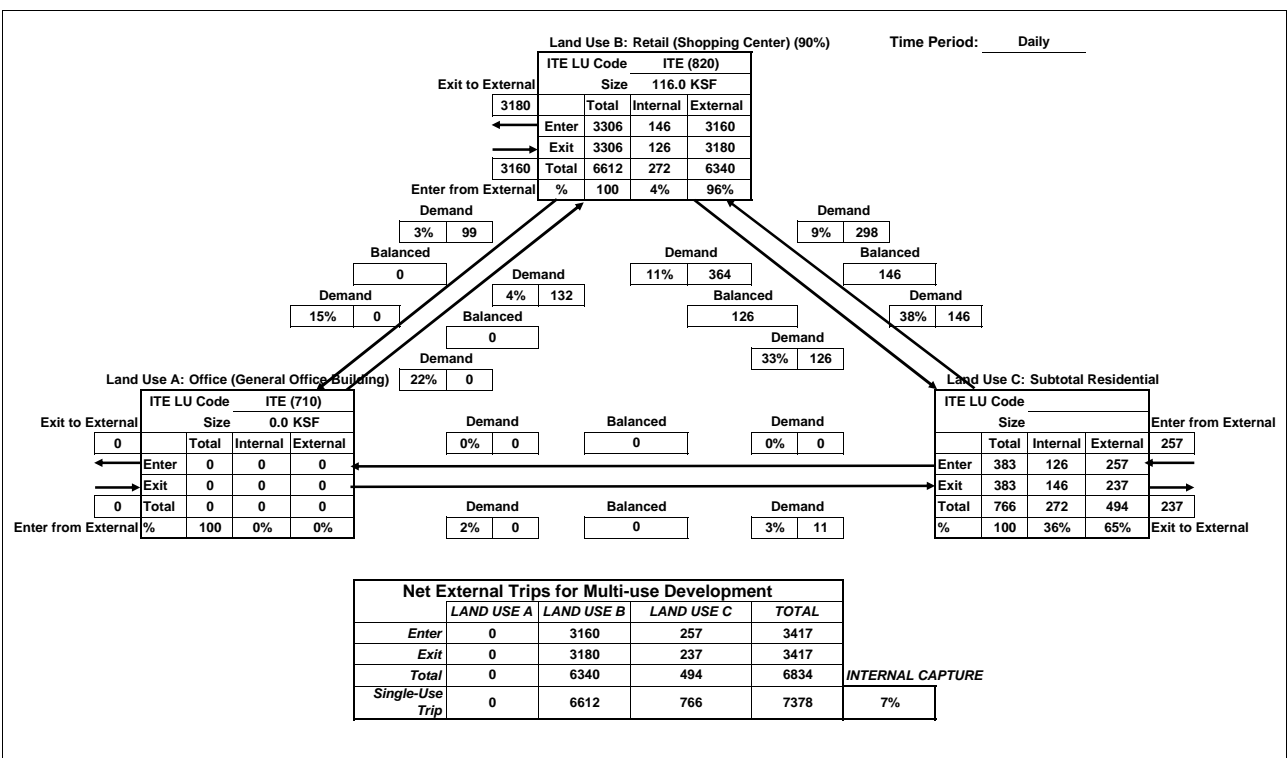 Land Use B: Retail (Shopping Center) (90%)
Time Period: Daily
ITE LU Code ITE (820)
Exit to External Size 116.0 KSF
3180 Total Internal External
Enter 3306 146 3160
Exit 3306 126 3180
3160 Total 6612 272 6340
Enter from External % 100 4% 96%
Demand
3% 99
Balanced
0
Demand
15% 0
Demand
4% 132
Balanced
0
Demand
22% 0
Demand
11% 364
Balanced
126
Demand
33% 126
Demand
9% 298
Balanced
146
Demand
38% 146
Land Use A: Office (General Office Building)
ITE LU Code ITE (710)
Exit to External Size 0.0 KSF
0 Total Internal External
Enter 0 0 0
Exit 0 0 0
0 Total 0 0 0
Enter from External % 100 0% 0%
Demand Balanced Demand
0% 0 0 0% 0
Demand Balanced Demand
2% 0 0 3% 11
Land Use C: Subtotal Residential
ITE LU Code
Size Enter from External
Total Internal External 257
Enter 383 126 257
Exit 383 146 237
Total 766 272 494 237
% 100 36% 65% Exit to External
Net External Trips for Multi-use Development
LAND USE A LAND USE B LAND USE C TOTAL
Enter 0 3160 257 3417
Exit 0 3180 237 3417
Total 0 6340 494 6834 INTERNAL CAPTURE
Single-Use Trip 0 6612 766 7378 7%